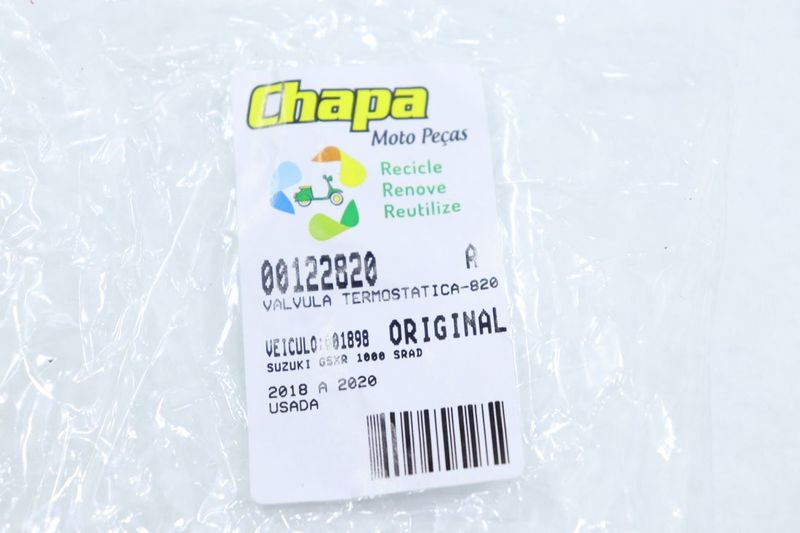 Chapa
Moto Peças
Recicle
Renove
Reutilize
00122820 A
VALVULA TERMOSTATICA-820
VEICULO:001898 ORIGINAL
SUZUKI GSXR 1000 SRAD
2018 A 2020
USADA